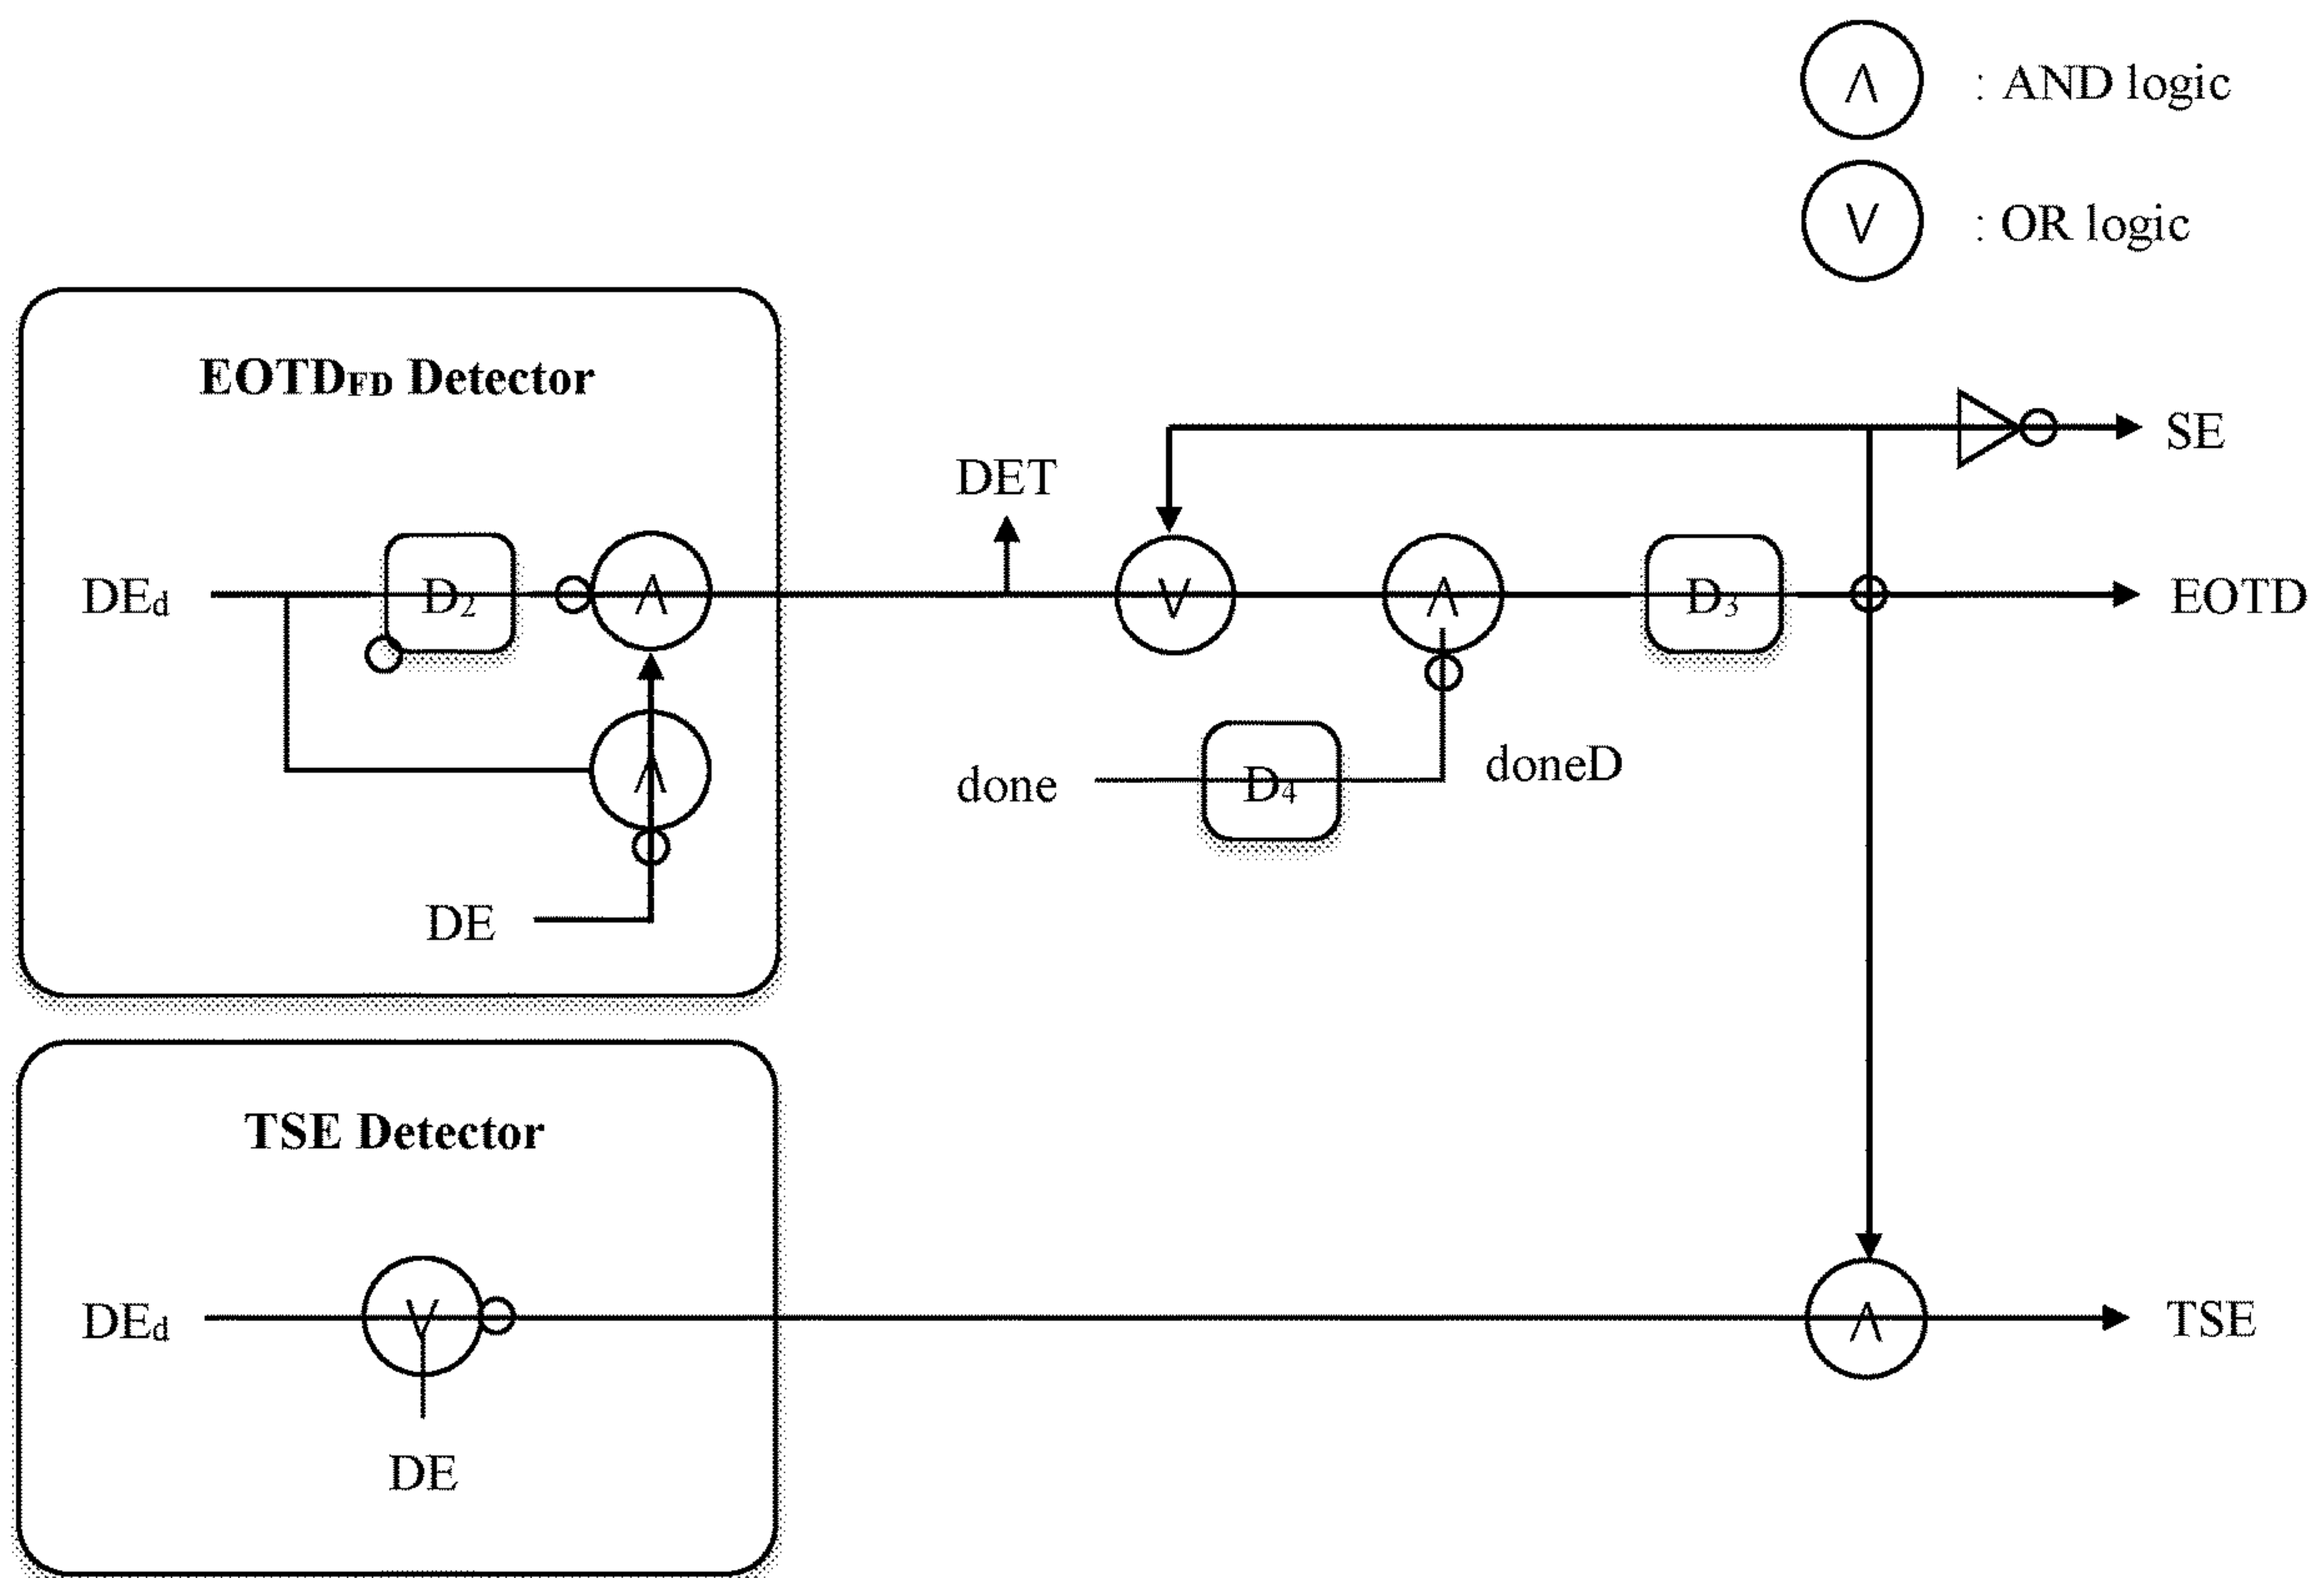 ∧ : AND logic
∨ : OR logic
EOTDFD Detector
SE
DET
DEd D2 ∧ ∨ ∧ D3 EOTD
∧
done D4 doneD
DE
TSE Detector
DEd ∨ ∧ TSE
DE